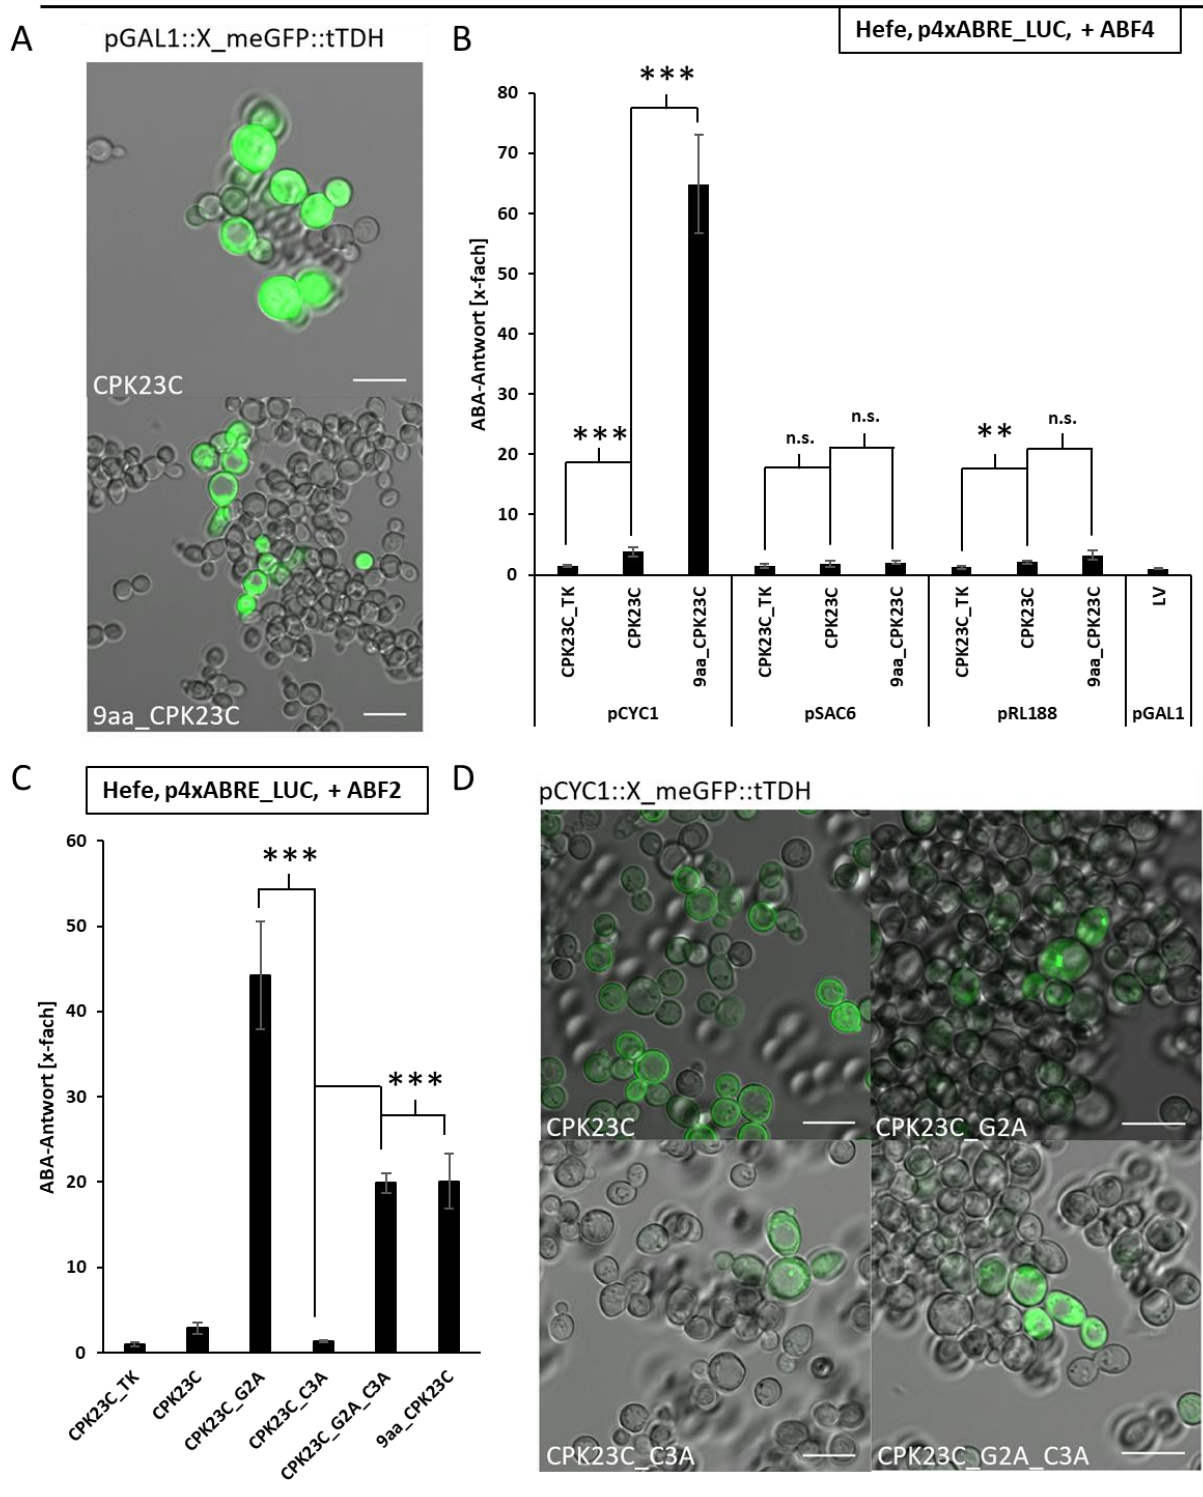 A
pGAL1::X_meGFP::tTDH
CPK23C
9aa_CPK23C
B
Hefe, p4xABRE_LUC, + ABF4
ABA-Antwort [x-fach]
80
70
60
50
40
30
20
10
0
***
***
n.s.
n.s.
**
n.s.
CPK23C_TK
CPK23C
9aa_CPK23C
CPK23C_TK
CPK23C
9aa_CPK23C
CPK23C_TK
CPK23C
9aa_CPK23C
LV
pCYC1
pSAC6
pRL188
pGAL1
C
Hefe, p4xABRE_LUC, + ABF2
ABA-Antwort [x-fach]
60
50
40
30
20
10
0
***
***
CPK23C_TK
CPK23C
CPK23C_G2A
CPK23C_C3A
CPK23C_G2A_C3A
9aa_CPK23C
D
pCYC1::X_meGFP::tTDH
CPK23C
CPK23C_G2A
CPK23C_C3A
CPK23C_G2A_C3A